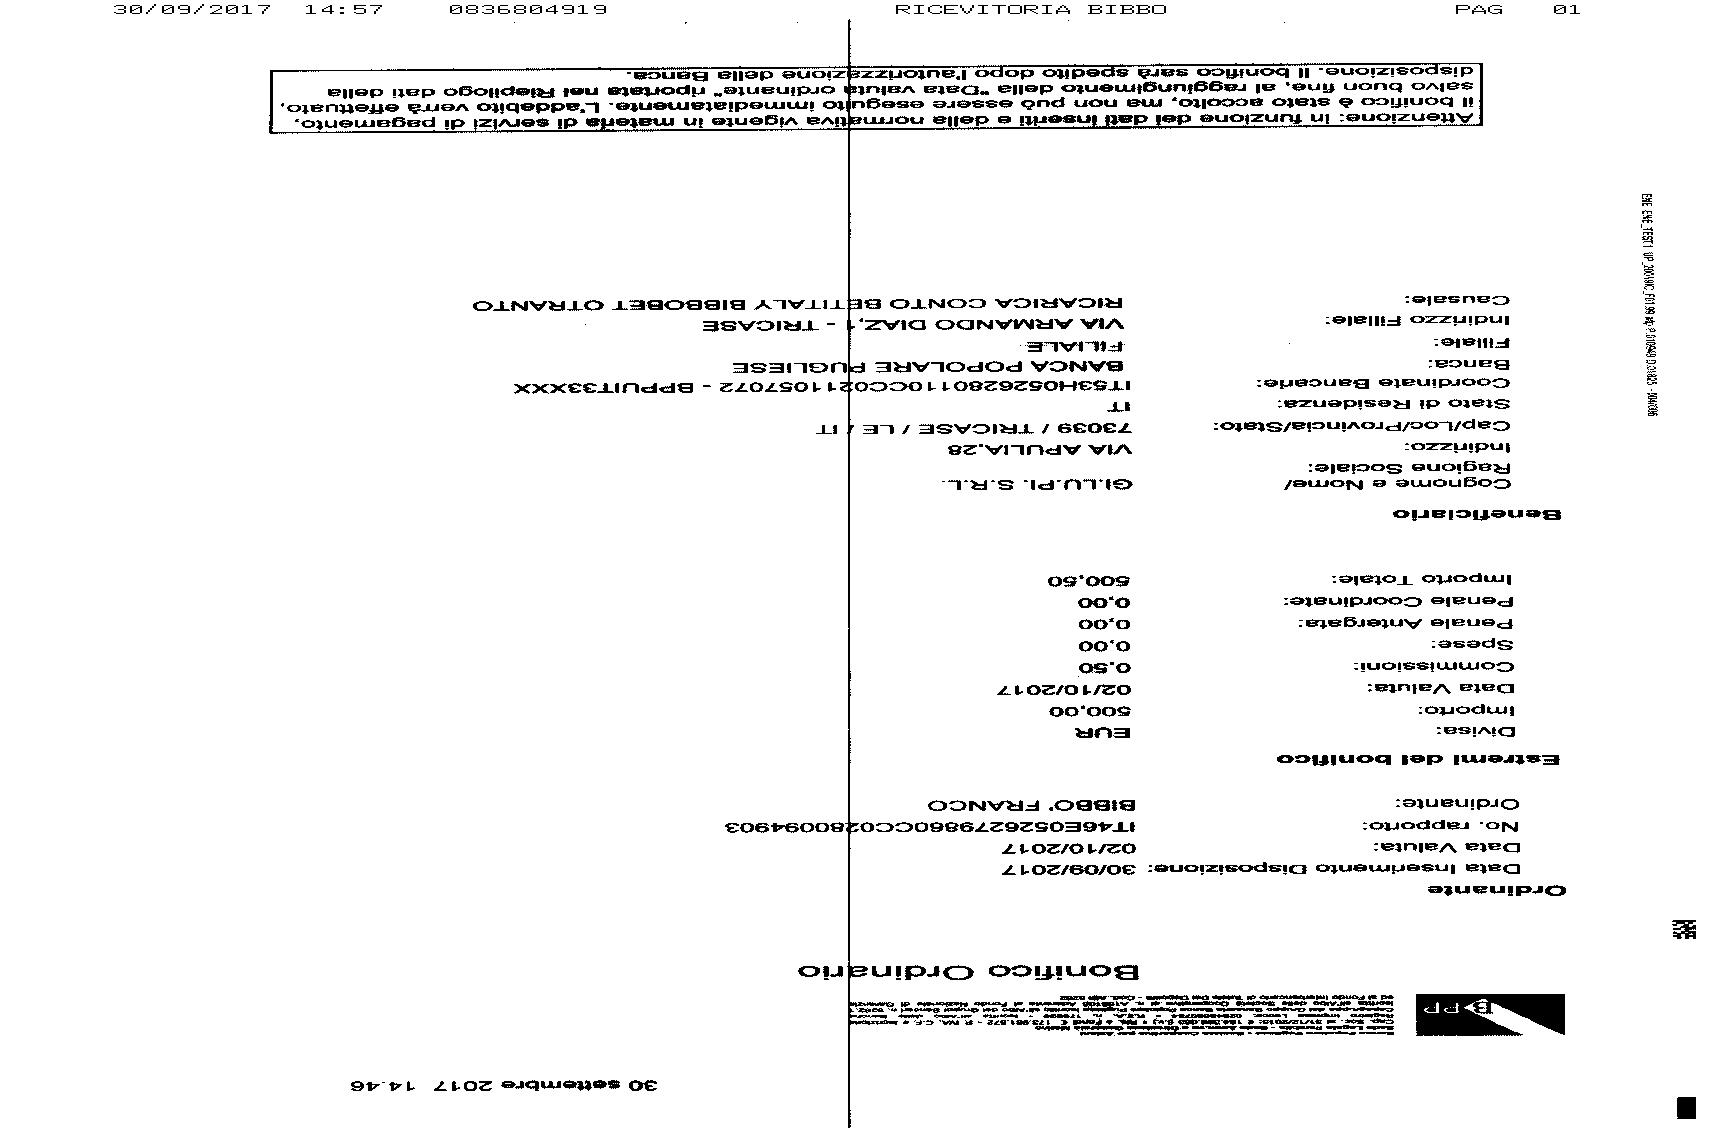 30/09/2017 14:57 0836804919 RICEVITORIA BIBBO PAG 01
30 settembre 2017 14.46
BPP
Bonifico Ordinario
Ordinante
Data Inserimento Disposizione: 30/09/2017
Data Valuta: 02/10/2017
No. rapporto: IT46E0526279860CC0280094903
Ordinante: BIBBO' FRANCO
Estremi del bonifico
Divisa: EUR
Importo: 500,00
Data Valuta: 02/10/2017
Commissioni: 0,50
Spese: 0,00
Penale Antergata: 0,00
Penale Coordinate: 0,00
Importo Totale: 500,50
Beneficiario
Cognome e Nome/ GI.LU.PI. S.R.L.
Ragione Sociale:
Indirizzo: VIA APULIA,28
Cap/Loc/Provincia/Stato: 73039 / TRICASE / LE / IT
Stato di Residenza: IT
Coordinate Bancarie: IT53H0526280110CC0211057072 - BPPUIT33XXX
Banca: BANCA POPOLARE PUGLIESE
Filiale: FILIALE
Indirizzo Filiale: VIA ARMANDO DIAZ,1 - TRICASE
Causale: RICARICA CONTO BETITALY BIBBOBET OTRANTO
Attenzione: in funzione dei dati inseriti e della normativa vigente in materia di servizi di pagamento,
il bonifico è stato accolto, ma non può essere eseguito immediatamente. L'addebito verrà effettuato,
salvo buon fine, al raggiungimento della "Data valuta ordinante" riportata nel Riepilogo dati della
disposizione. Il bonifico sarà spedito dopo l'autorizzazione della Banca.